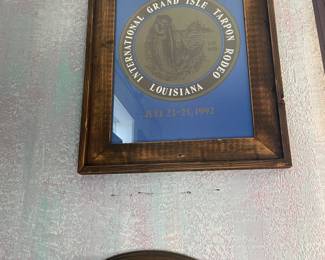 INTERNATIONAL GRAND ISLE TARPON RODEO
LOUISIANA
JULY 23-25, 1992